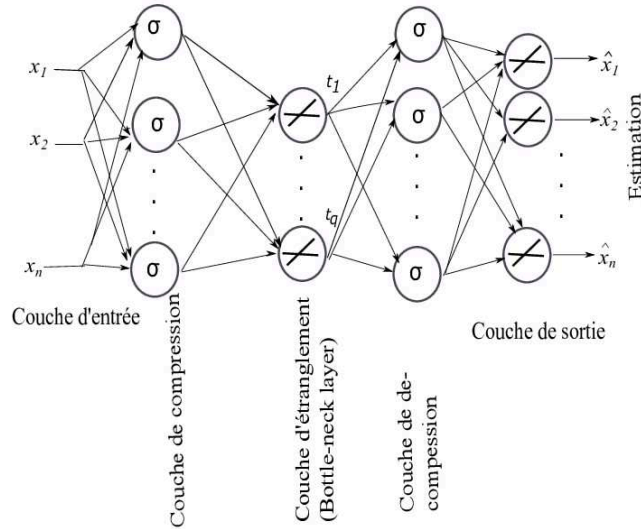 σ
x1
t1
x̂1
x2
σ
σ
x̂2
Estimation
tq
xn
σ
σ
x̂n
Couche d'entrée
Couche de sortie
Couche de compression
Couche d'étranglement
(Bottle-neck layer)
Couche de de-
compession
σ